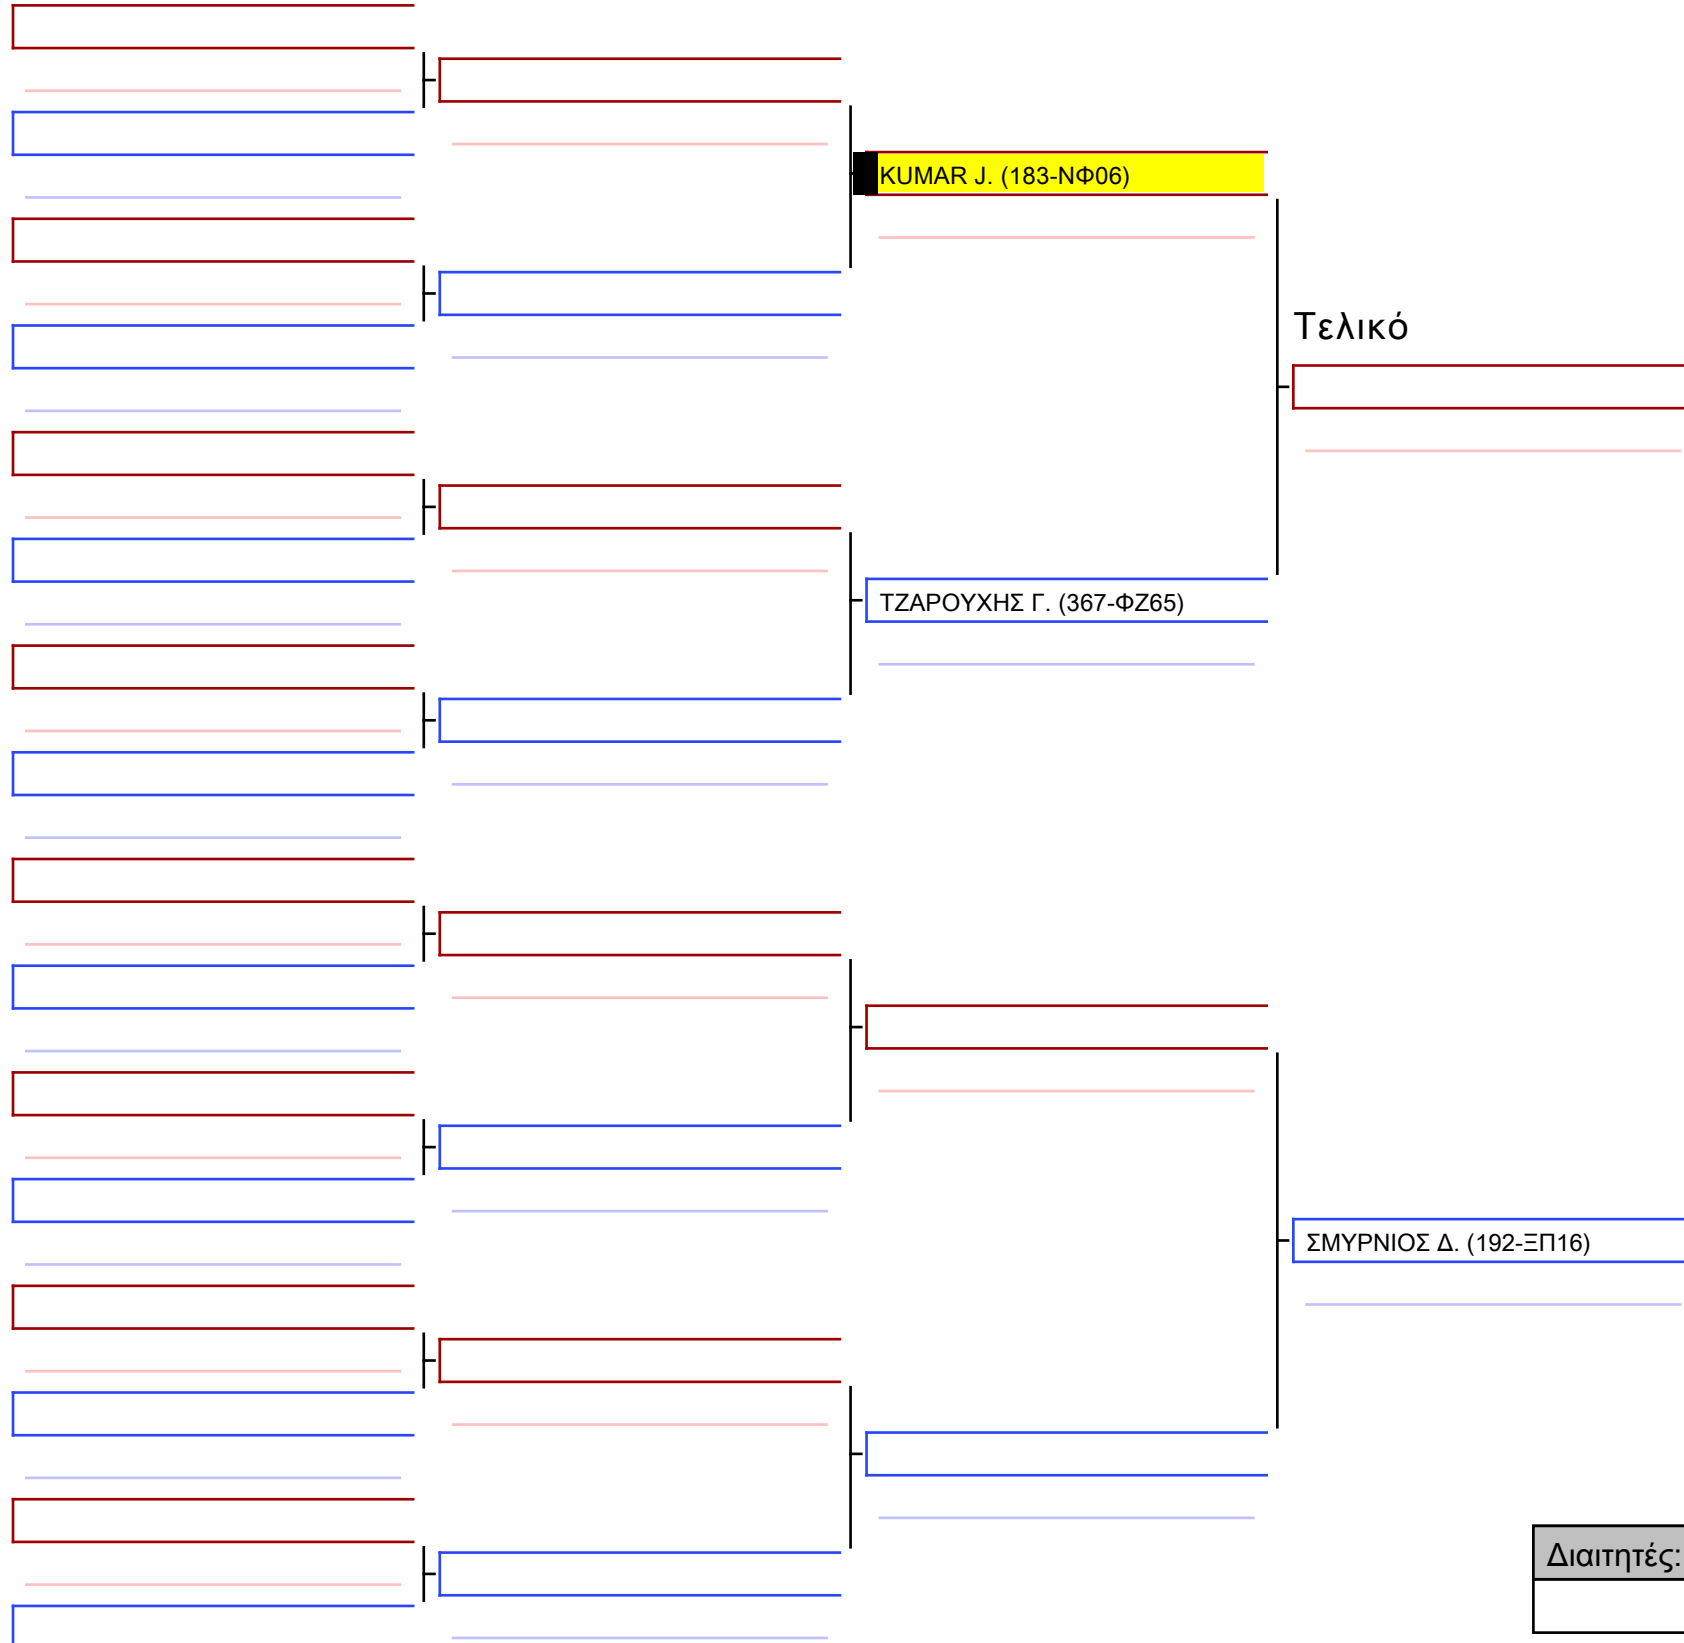 KUMAR J. (183-ΝΦ06)
Τελικό
ΤΖΑΡΟΥΧΗΣ Γ. (367-ΦΖ65)
ΣΜΥΡΝΙΟΣ Δ. (192-ΞΠ16)
Διαιτητές: